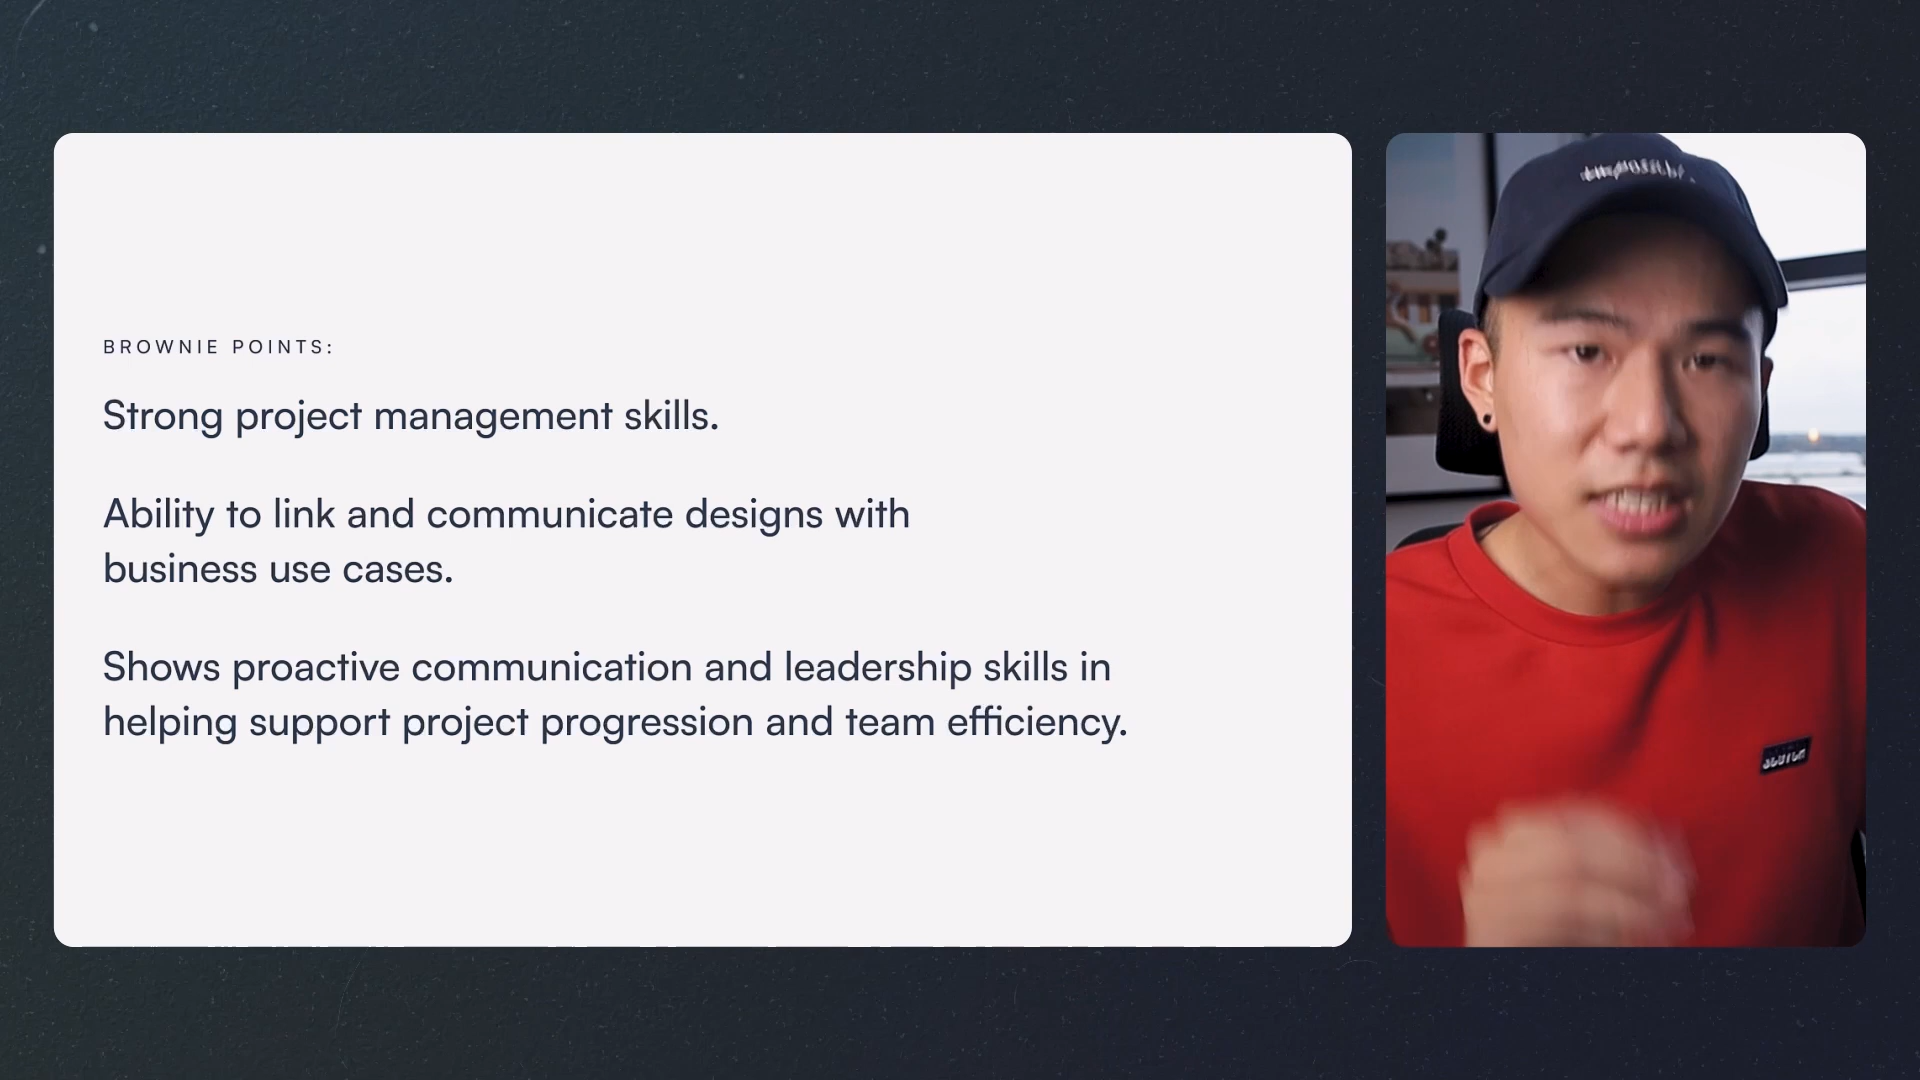 BROWNIE POINTS:
Strong project management skills.
Ability to link and communicate designs with
business use cases.
Shows proactive communication and leadership skills in
helping support project progression and team efficiency.